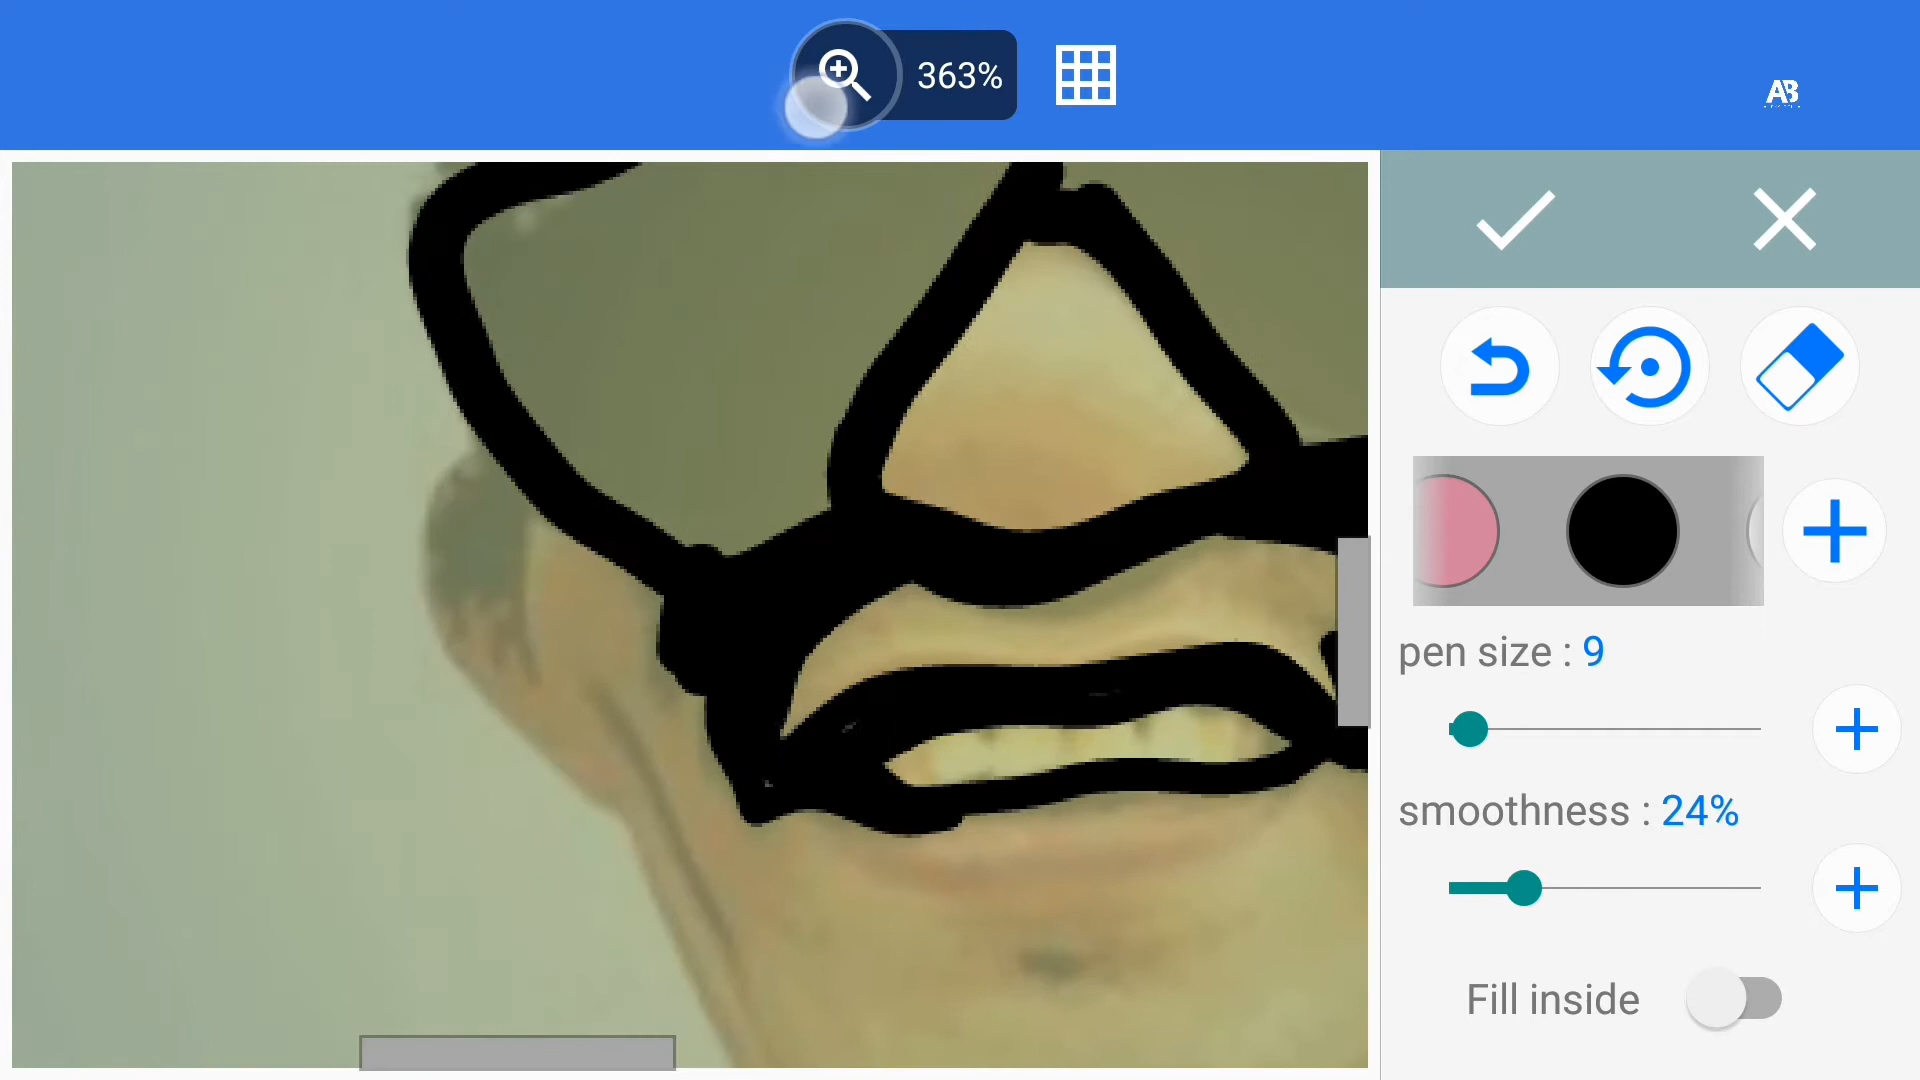 363%
AB
pen size : 9
smoothness : 24%
Fill inside